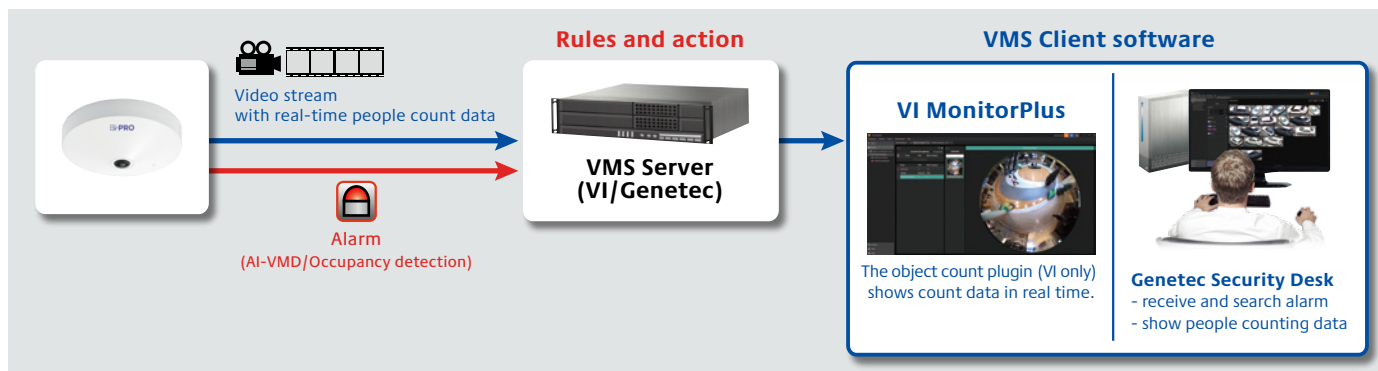 i-PRO
Video stream
with real-time people count data
Alarm
(AI-VMD/Occupancy detection)
Rules and action
VMS Server
(VI/Genetec)
VMS Client software
VI MonitorPlus
The object count plugin (VI only)
shows count data in real time.
Genetec Security Desk
- receive and search alarm
- show people counting data